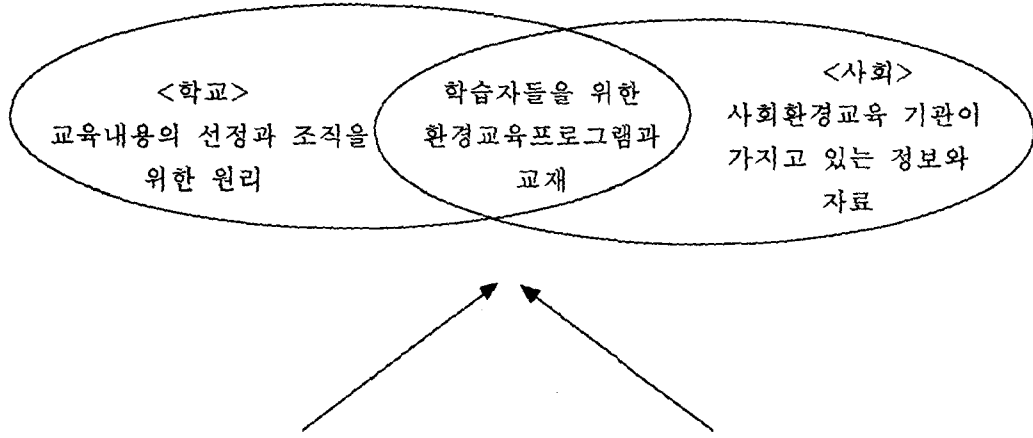 <학교>
교육내용의 선정과 조직을
위한 원리
학습자들을 위한
환경교육프로그램과
교재
<사회>
사회환경교육 기관이
가지고 있는 정보와
자료